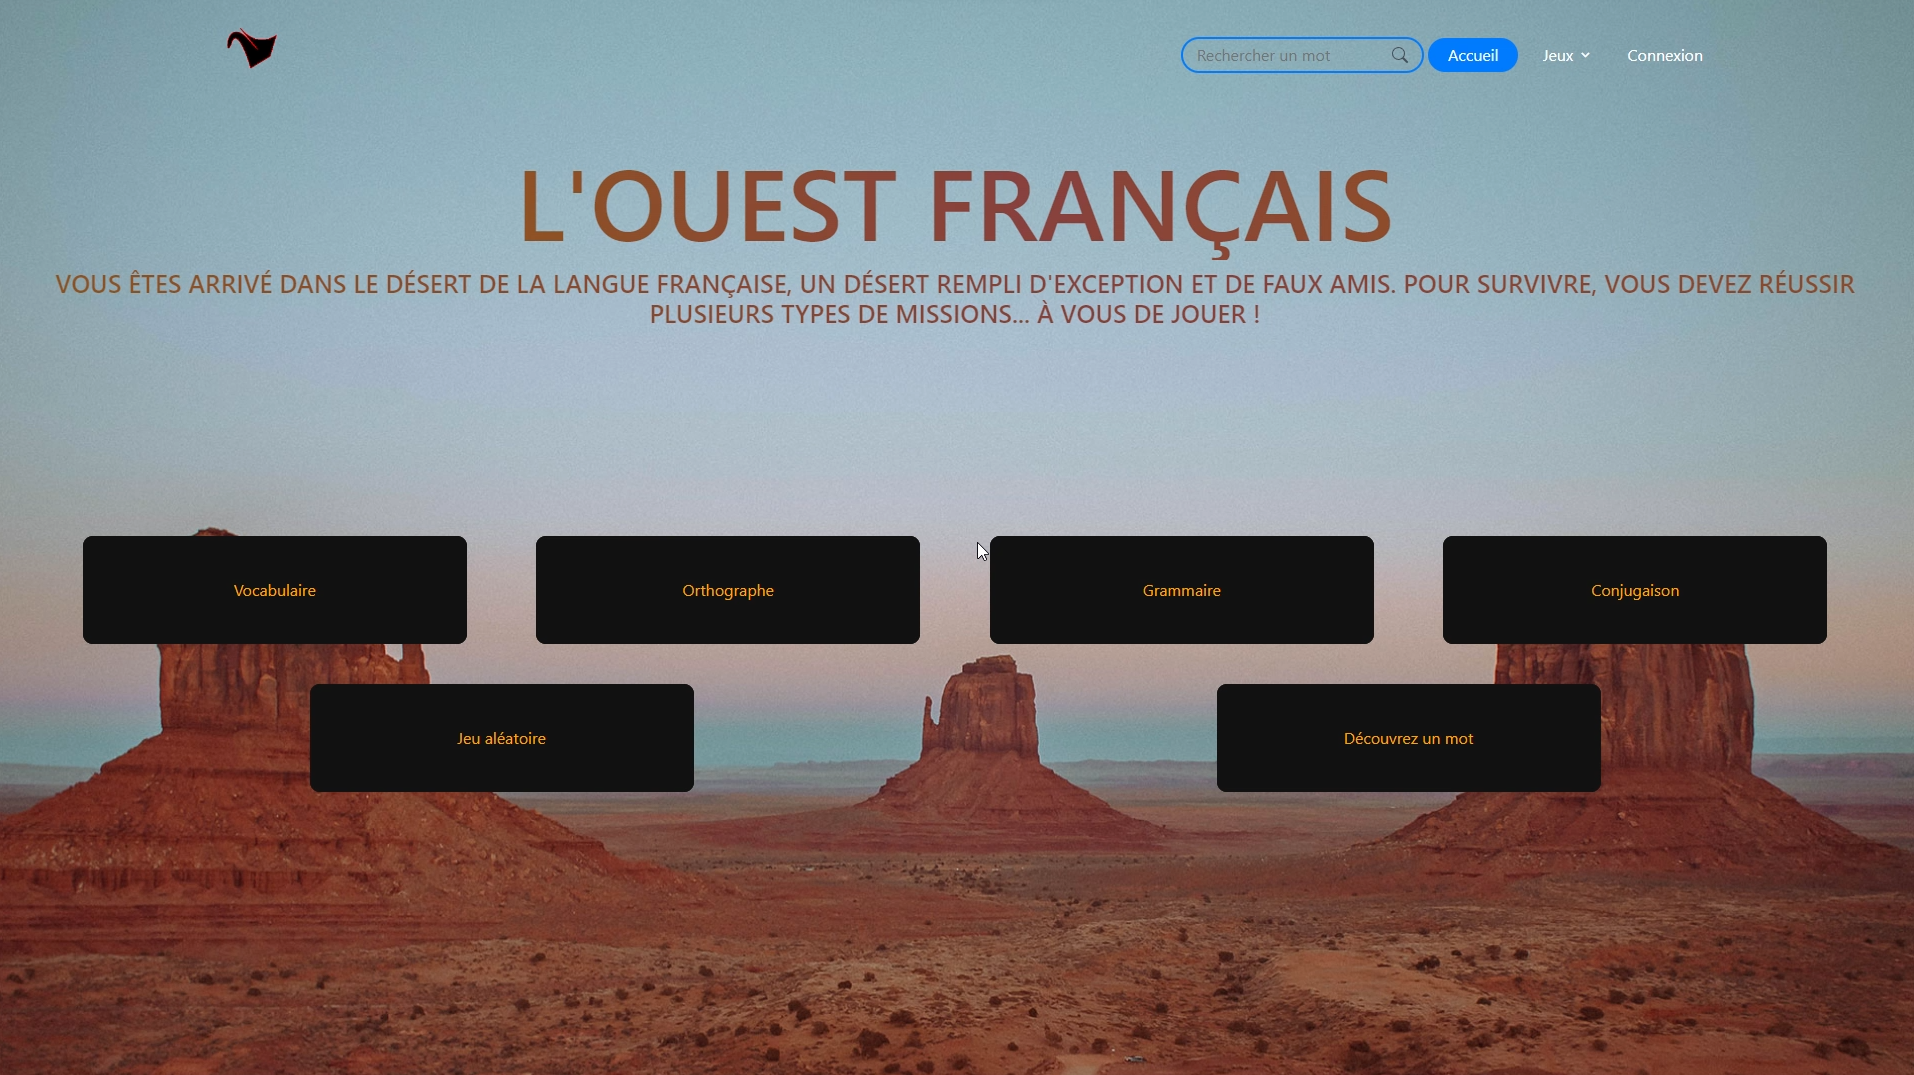 Rechercher un mot
Accueil
Jeux
Connexion
L'OUEST FRANÇAIS
VOUS ÊTES ARRIVÉ DANS LE DÉSERT DE LA LANGUE FRANÇAISE, UN DÉSERT REMPLI D'EXCEPTION ET DE FAUX AMIS. POUR SURVIVRE, VOUS DEVEZ RÉUSSIR
PLUSIEURS TYPES DE MISSIONS... À VOUS DE JOUER !
Vocabulaire
Orthographe
Grammaire
Conjugaison
Jeu aléatoire
Découvrez un mot